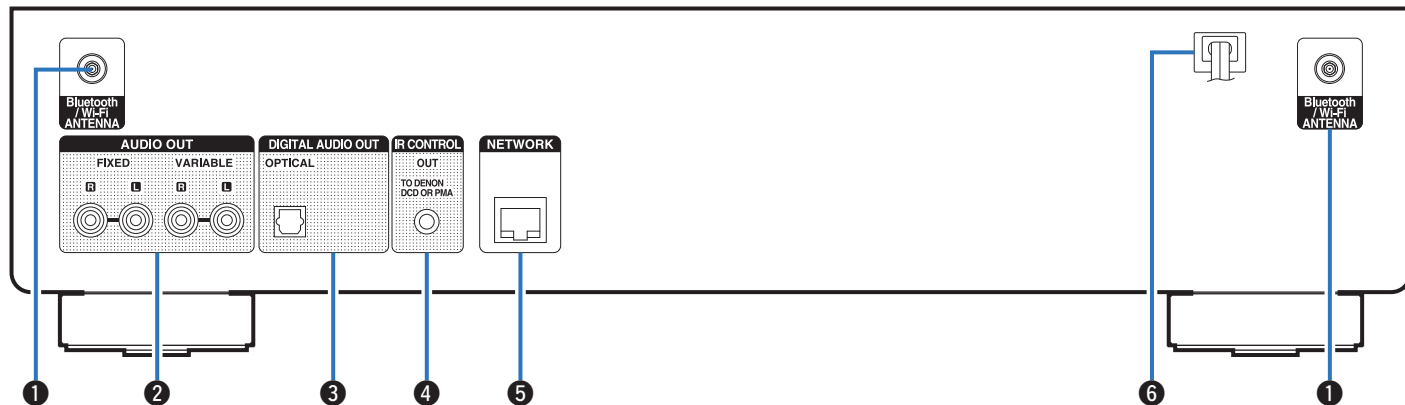 Bluetooth
/ Wi-Fi
ANTENNA
AUDIO OUT
FIXED VARIABLE
R L R L
DIGITAL AUDIO OUT
OPTICAL
IR CONTROL
OUT
TO DENON
DCD OR PMA
NETWORK
Bluetooth
/ Wi-Fi
ANTENNA
1 2 3 4 5 6 1